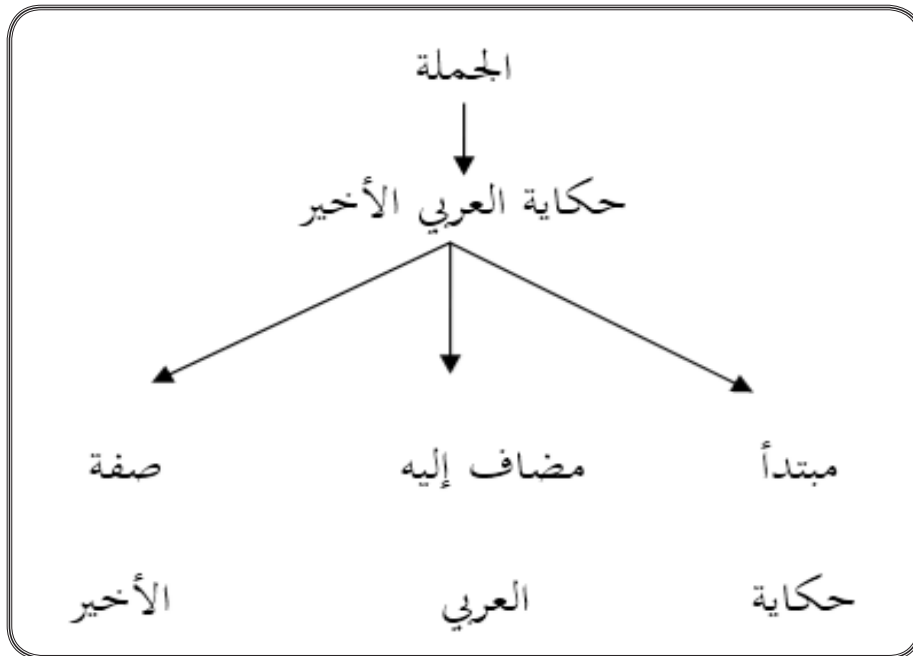 الجملة
حكاية العربي الأخير
مبتدأ مضاف إليه صفة
حكاية العربي الأخير